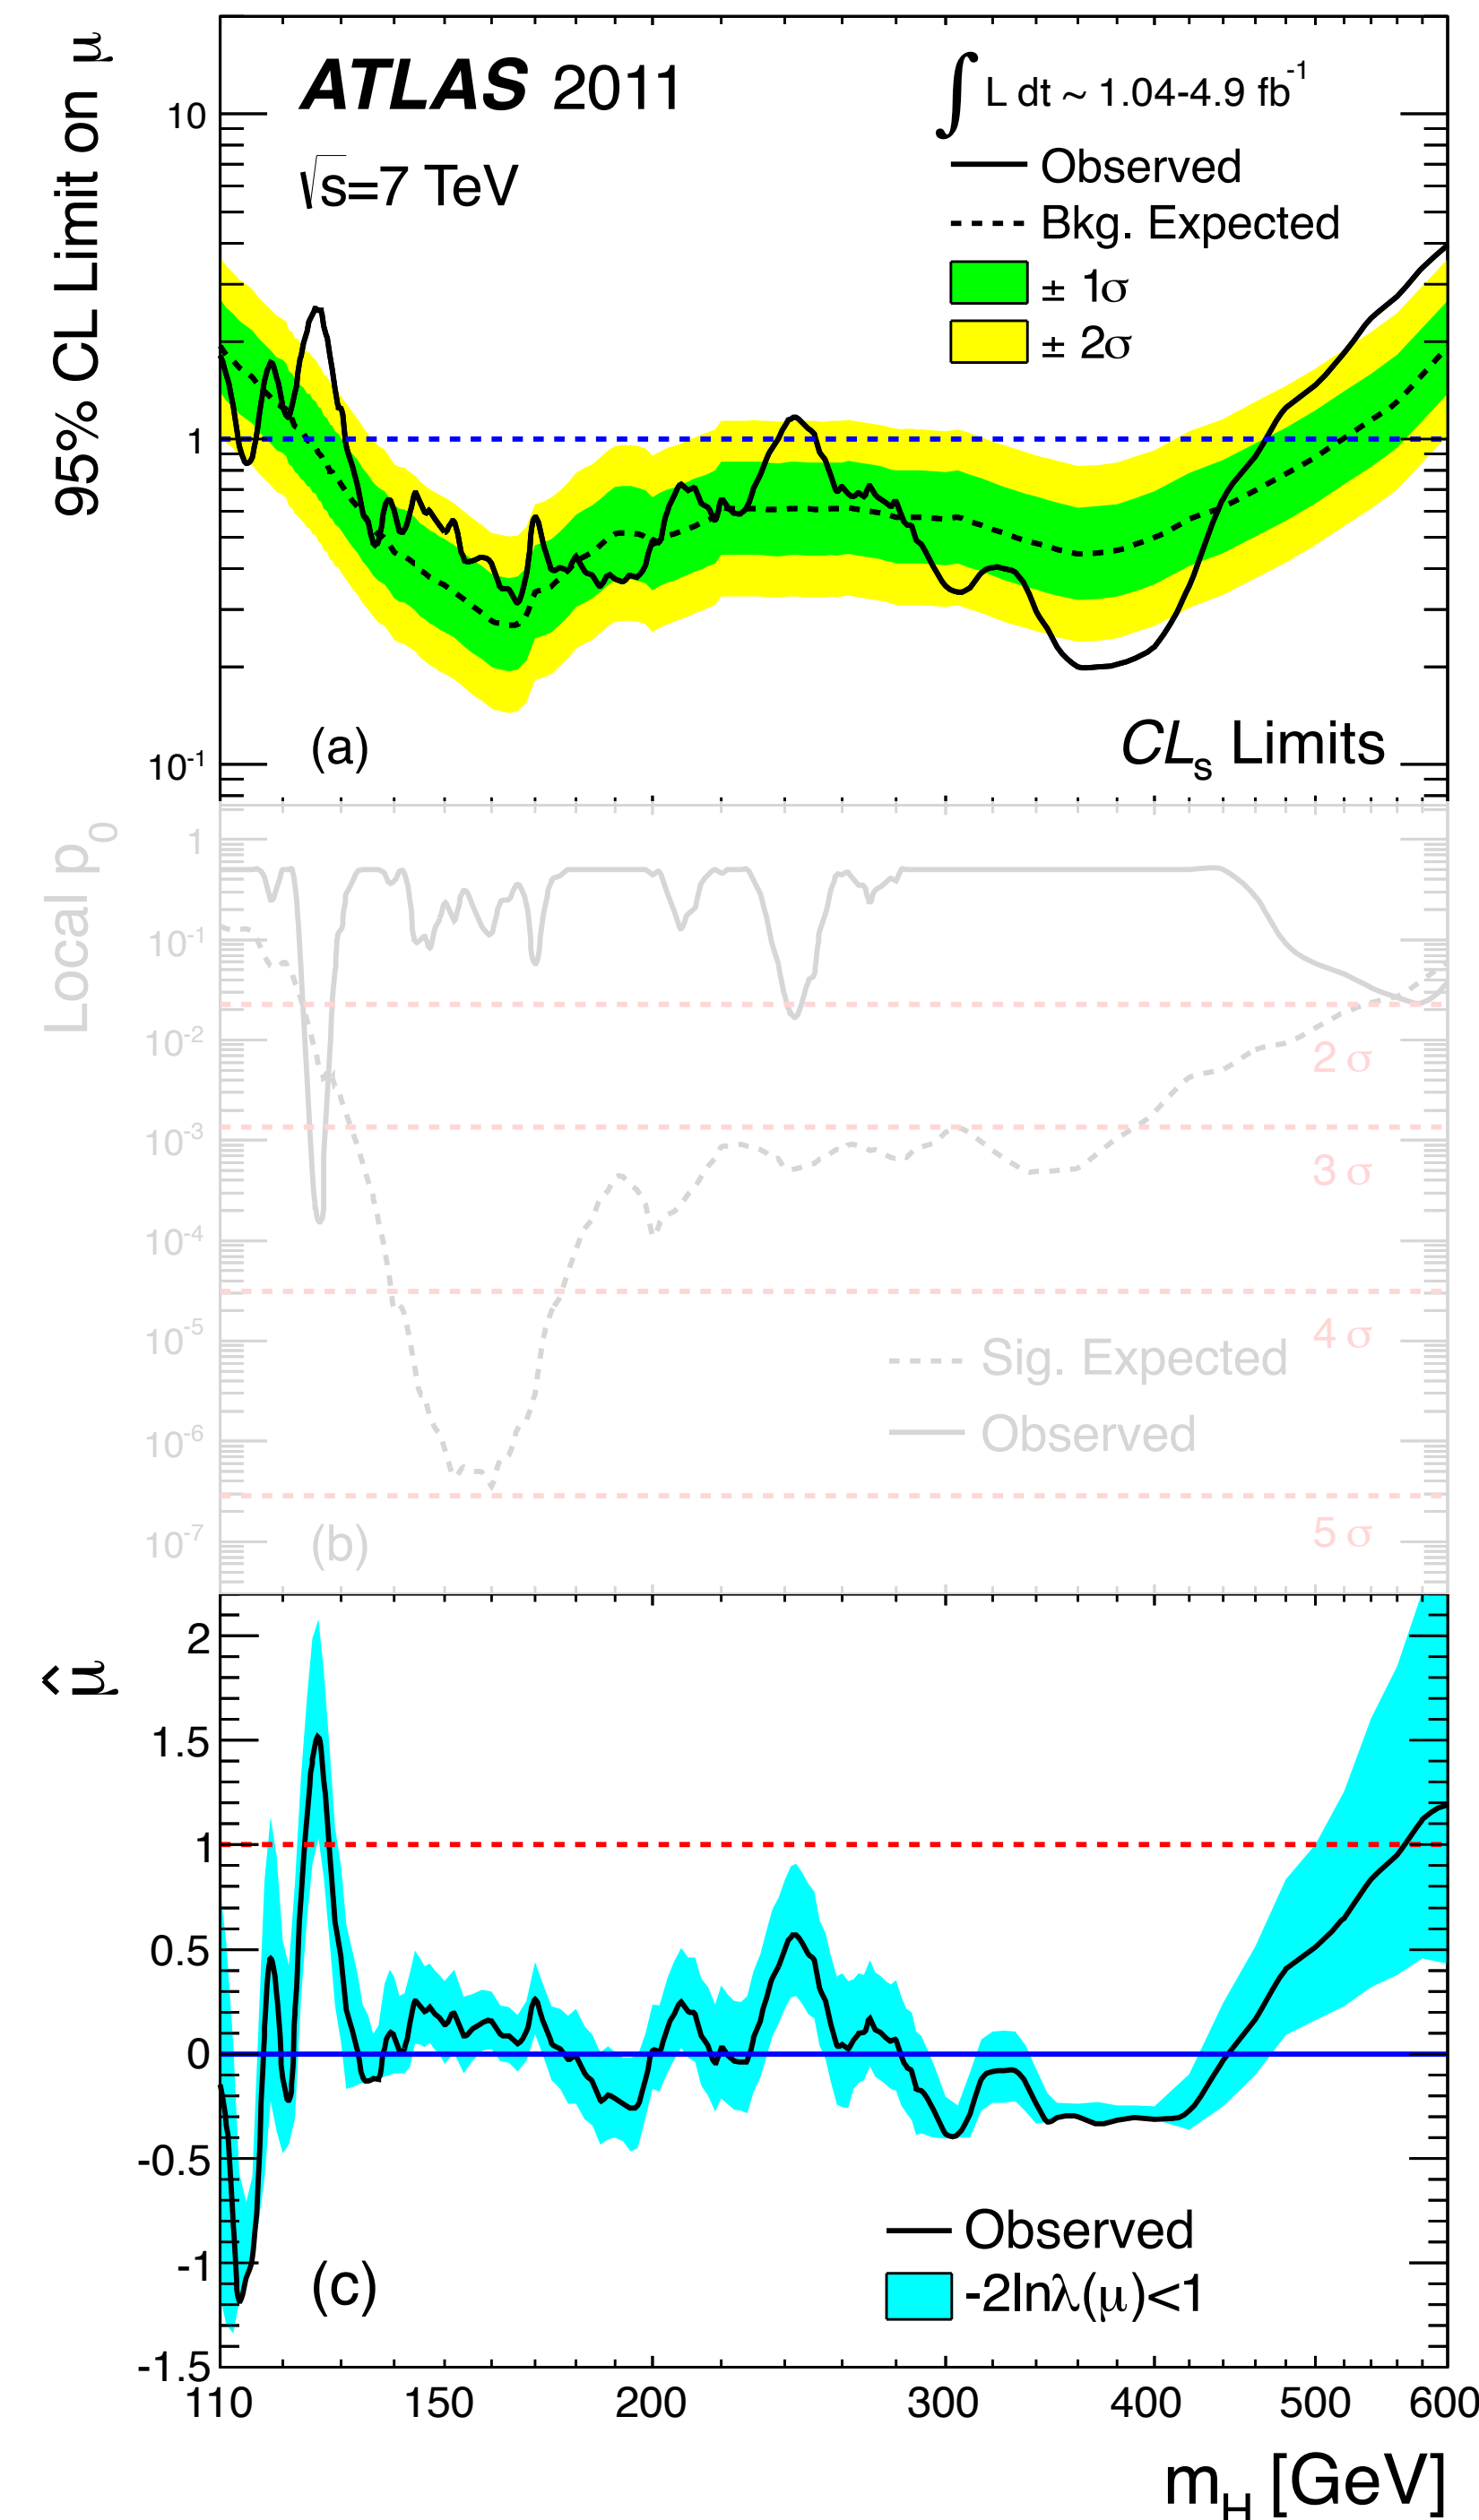 95% CL Limit on μ
ATLAS 2011
√s=7 TeV
∫ L dt ~ 1.04-4.9 fb⁻¹
Observed
Bkg. Expected
± 1σ
± 2σ
10
1
10⁻¹
(a)
CLₛ Limits
Local p₀
1
10⁻¹
10⁻²
10⁻³
10⁻⁴
10⁻⁵
10⁻⁶
10⁻⁷
2 σ
3 σ
4 σ
5 σ
Sig. Expected
Observed
(b)
μ̂
2
1.5
1
0.5
0
-0.5
-1
-1.5
(c)
Observed
-2lnλ(μ)<1
110 150 200 300 400 500 600
m_H [GeV]